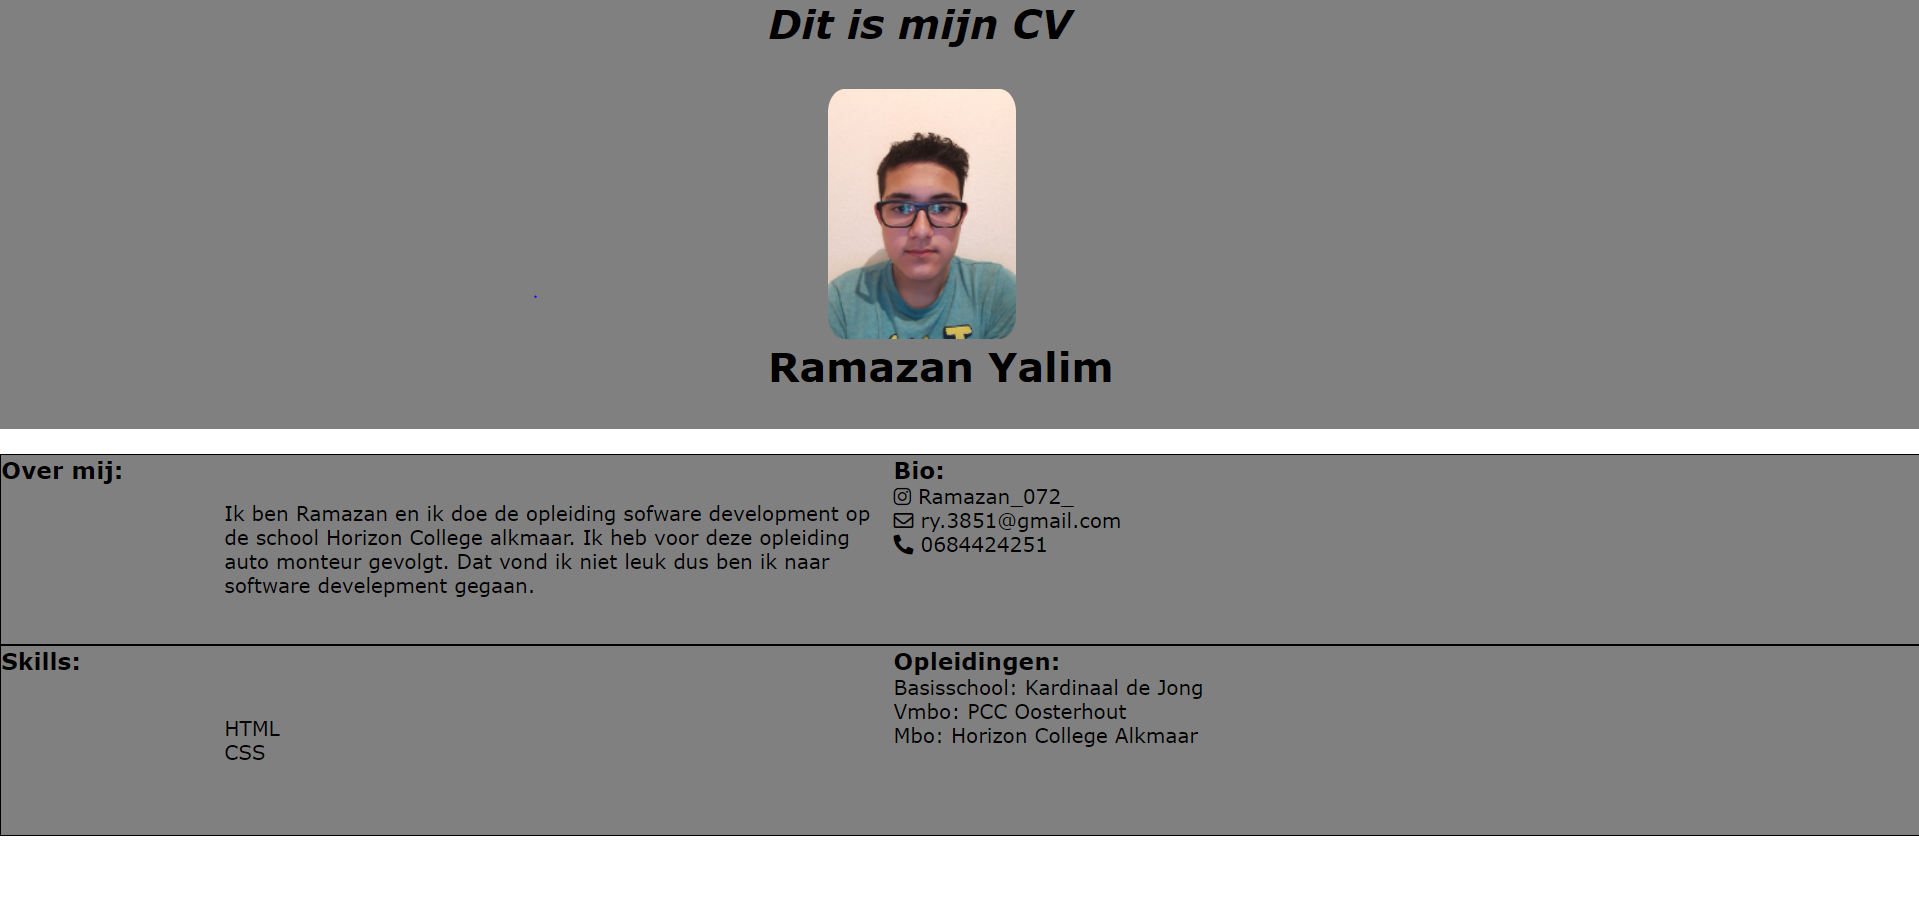 Dit is mijn CV
Ramazan Yalim
Over mij:
Ik ben Ramazan en ik doe de opleiding sofware development op
de school Horizon College alkmaar. Ik heb voor deze opleiding
auto monteur gevolgt. Dat vond ik niet leuk dus ben ik naar
software develepment gegaan.
Bio:
Ramazan_072_
ry.3851@gmail.com
0684424251
Skills:
HTML
CSS
Opleidingen:
Basisschool: Kardinaal de Jong
Vmbo: PCC Oosterhout
Mbo: Horizon College Alkmaar